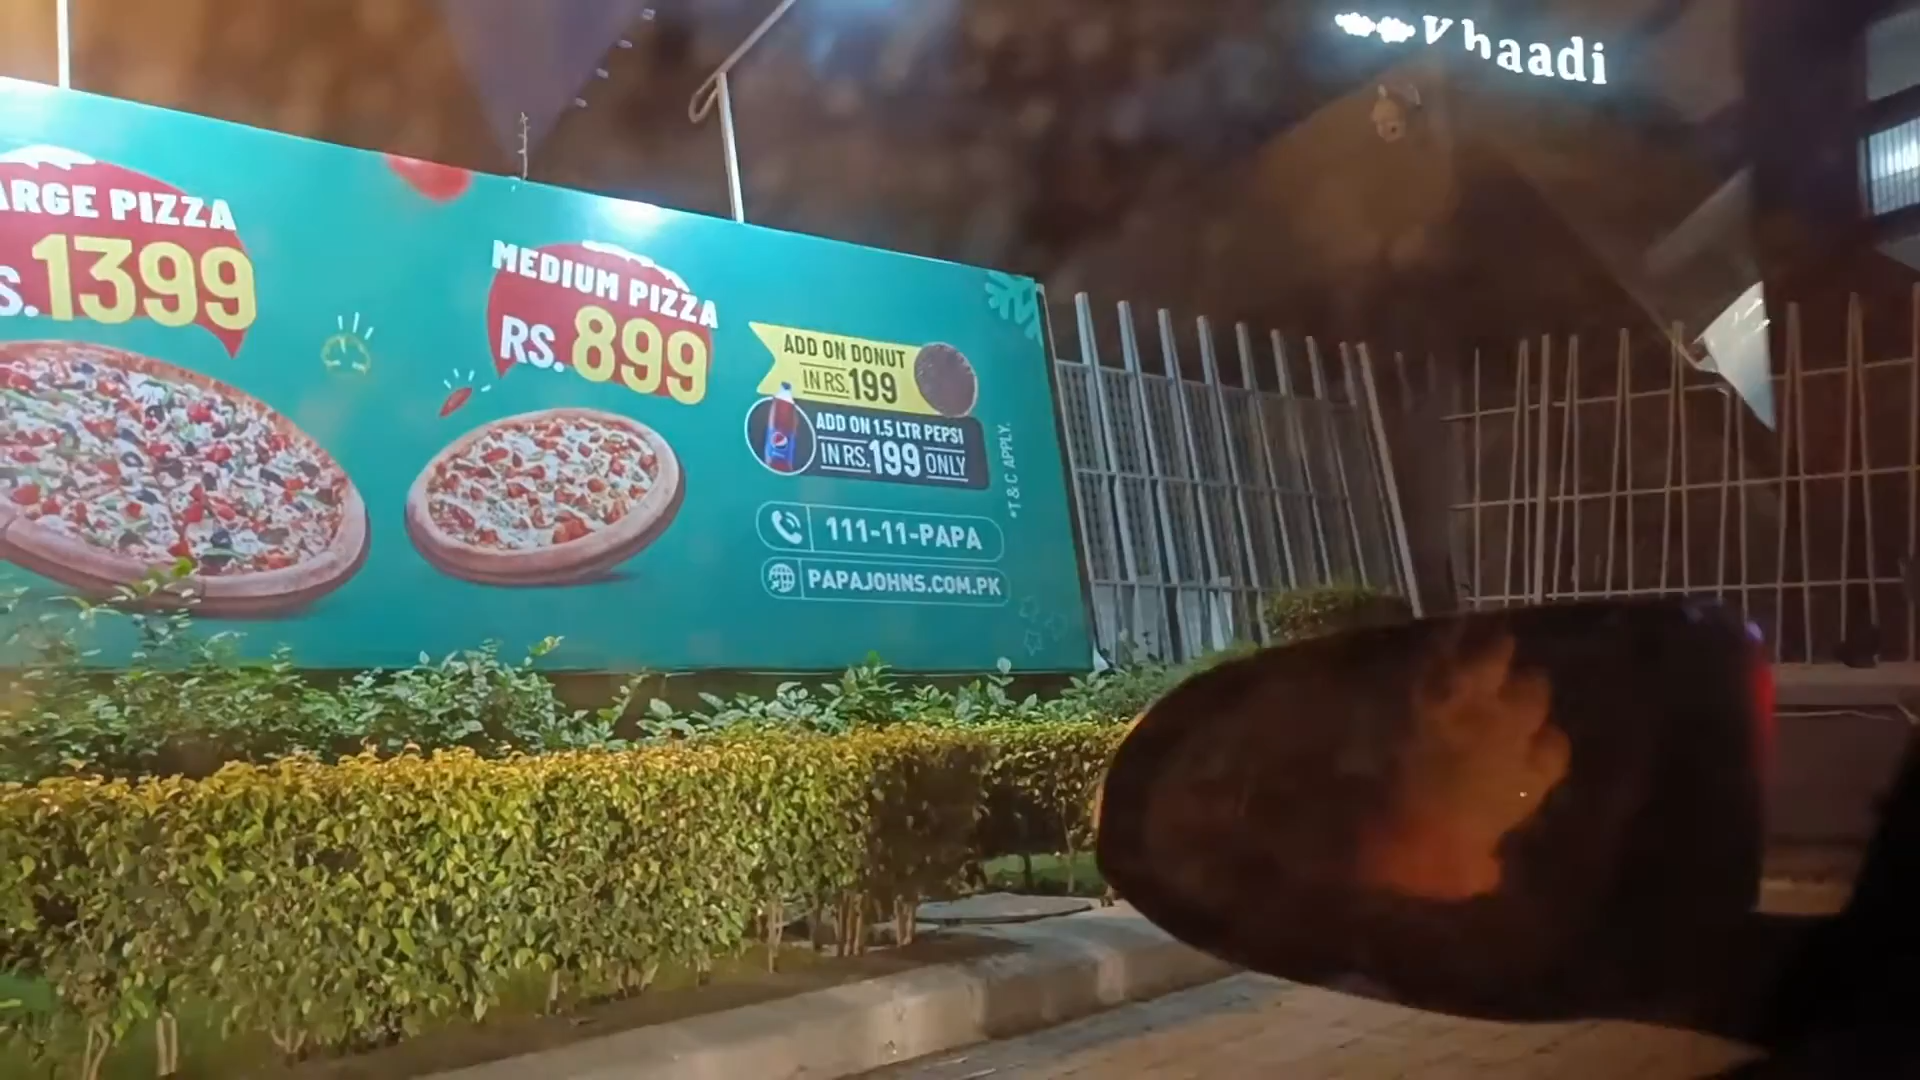 ARGE PIZZA
S.1399
MEDIUM PIZZA
RS.899
ADD ON DONUT
IN RS.199
ADD ON 1.5 LTR PEPSI
IN RS.199 ONLY
*T & C APPLY.
111-11-PAPA
PAPAJOHNS.COM.PK
khaadi